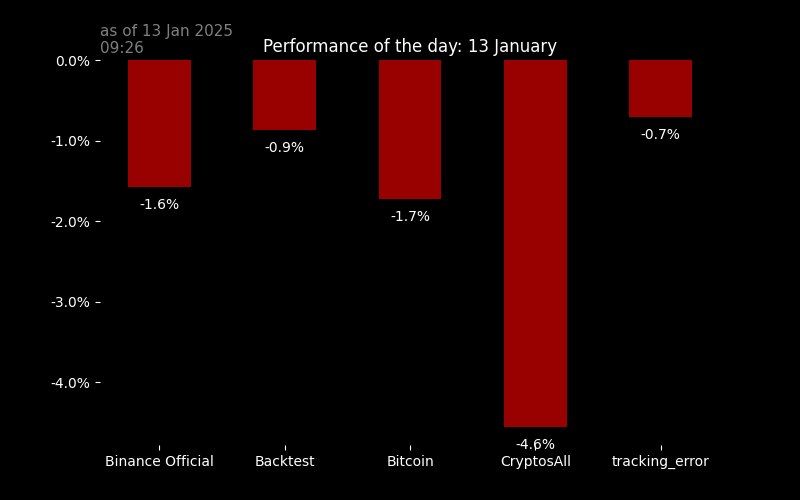 as of 13 Jan 2025
09:26
Performance of the day: 13 January
0.0%
-1.0%
-2.0%
-3.0%
-4.0%
-1.6%
-0.9%
-1.7%
-4.6%
-0.7%
Binance Official
Backtest
Bitcoin
CryptosAll
tracking_error